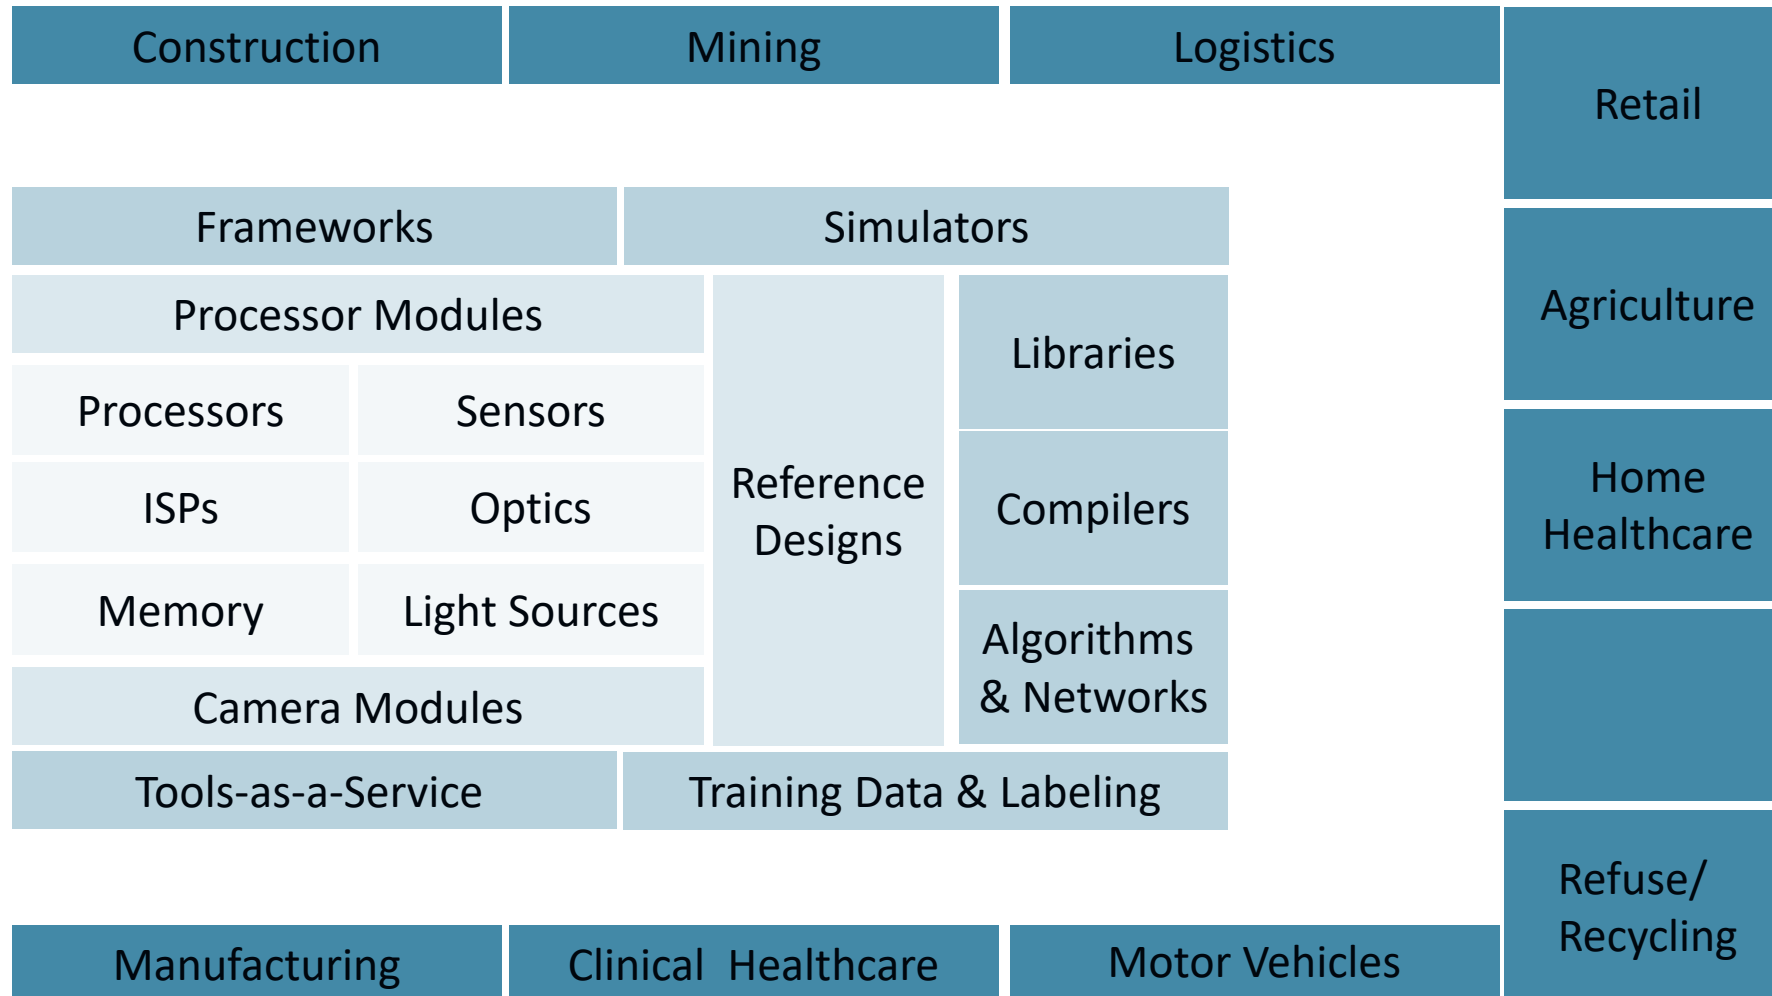 Construction
Mining
Logistics
Retail
Frameworks
Simulators
Agriculture
Processor Modules
Libraries
Processors
Sensors
Reference
Designs
Home
Healthcare
ISPs
Optics
Compilers
Memory
Light Sources
Algorithms
& Networks
Camera Modules
Tools-as-a-Service
Training Data & Labeling
Refuse/
Recycling
Manufacturing
Clinical Healthcare
Motor Vehicles